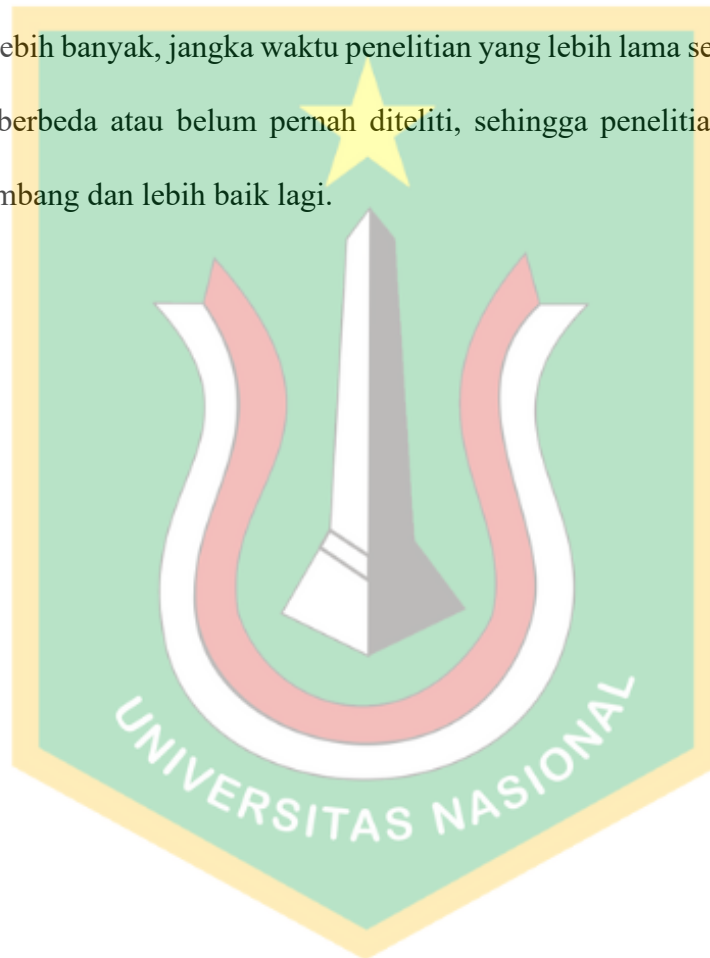 ebih banyak, jangka waktu penelitian yang lebih lama se
berbeda atau belum pernah diteliti, sehingga penelitia
mbang dan lebih baik lagi.
UNIVERSITAS NASIONAL